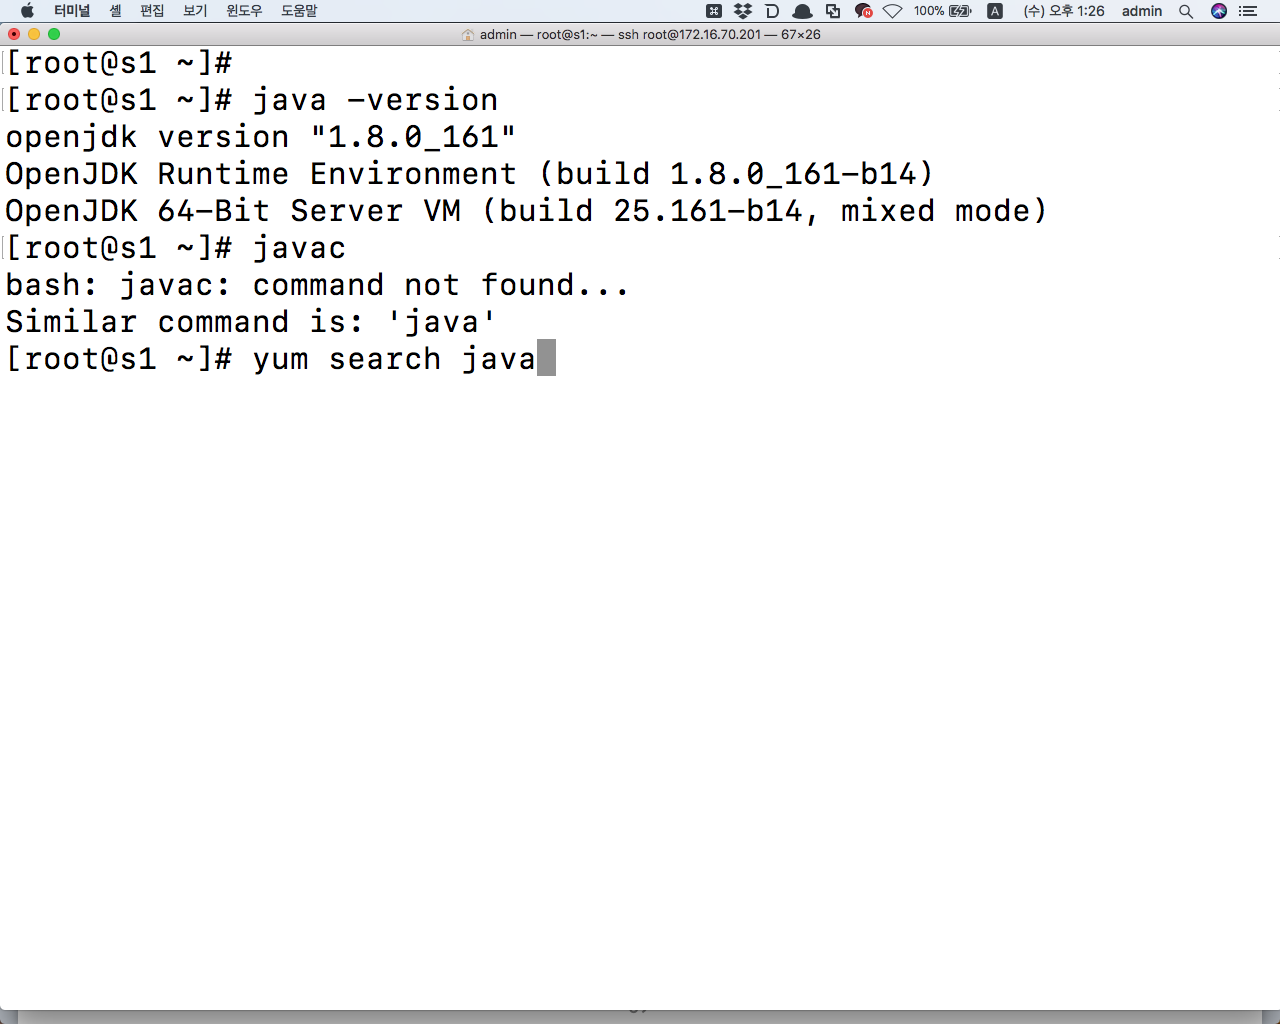 터미널 셸 편집 보기 윈도우 도움말 100% A (수) 오후 1:26 admin
admin — root@s1:~ — ssh root@172.16.70.201 — 67×26
[root@s1 ~]#
[root@s1 ~]# java -version
openjdk version "1.8.0_161"
OpenJDK Runtime Environment (build 1.8.0_161-b14)
OpenJDK 64-Bit Server VM (build 25.161-b14, mixed mode)
[root@s1 ~]# javac
bash: javac: command not found...
Similar command is: 'java'
[root@s1 ~]# yum search java